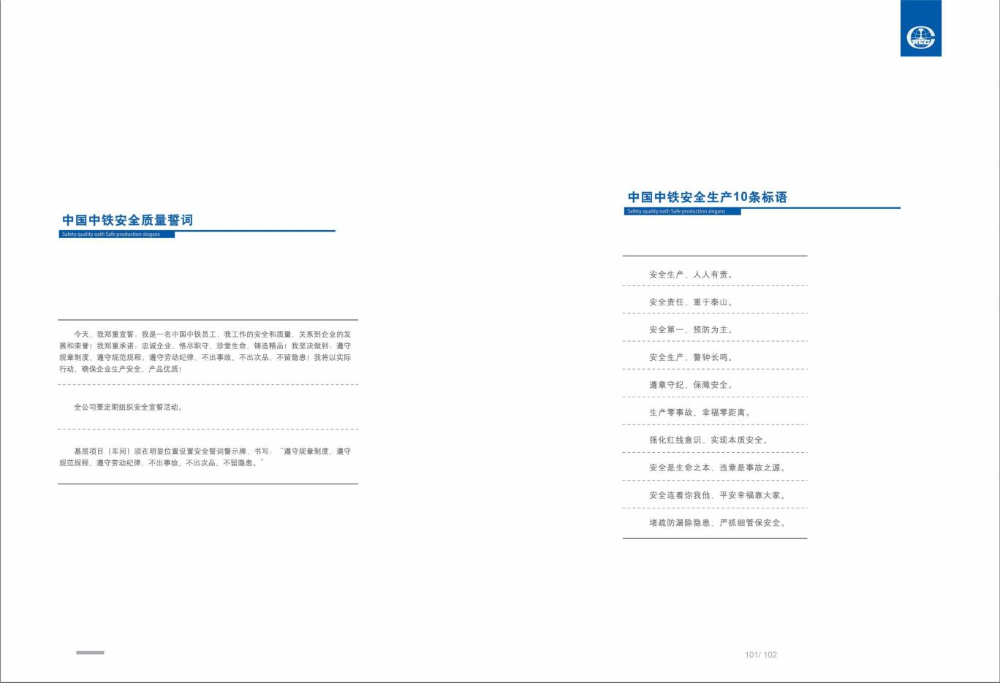 中国中铁安全质量誓词
Safety quality oath Safe production slogans
今天，我郑重宣誓：我是一名中国中铁员工，我工作的安全和质量，关系到企业的发
展和荣誉！我郑重承诺：忠诚企业、恪尽职守、珍爱生命、铸造精品！我坚决做到：遵守
规章制度、遵守规范规程、遵守劳动纪律，不出事故、不出次品、不留隐患！我将以实际
行动，确保企业生产安全、产品优质！
全公司要定期组织安全宣誓活动。
基层项目（车间）须在明显位置设置安全誓词警示牌，书写：“遵守规章制度、遵守
规范规程、遵守劳动纪律，不出事故、不出次品、不留隐患。”
CREC
中国中铁安全生产10条标语
Safety quality oath Safe production slogans
安全生产，人人有责。
安全责任，重于泰山。
安全第一，预防为主。
安全生产，警钟长鸣。
遵章守纪，保障安全。
生产零事故、幸福零距离。
强化红线意识，实现本质安全。
安全是生命之本，违章是事故之源。
安全连着你我他，平安幸福靠大家。
堵疏防漏除隐患，严抓细管保安全。
101/ 102